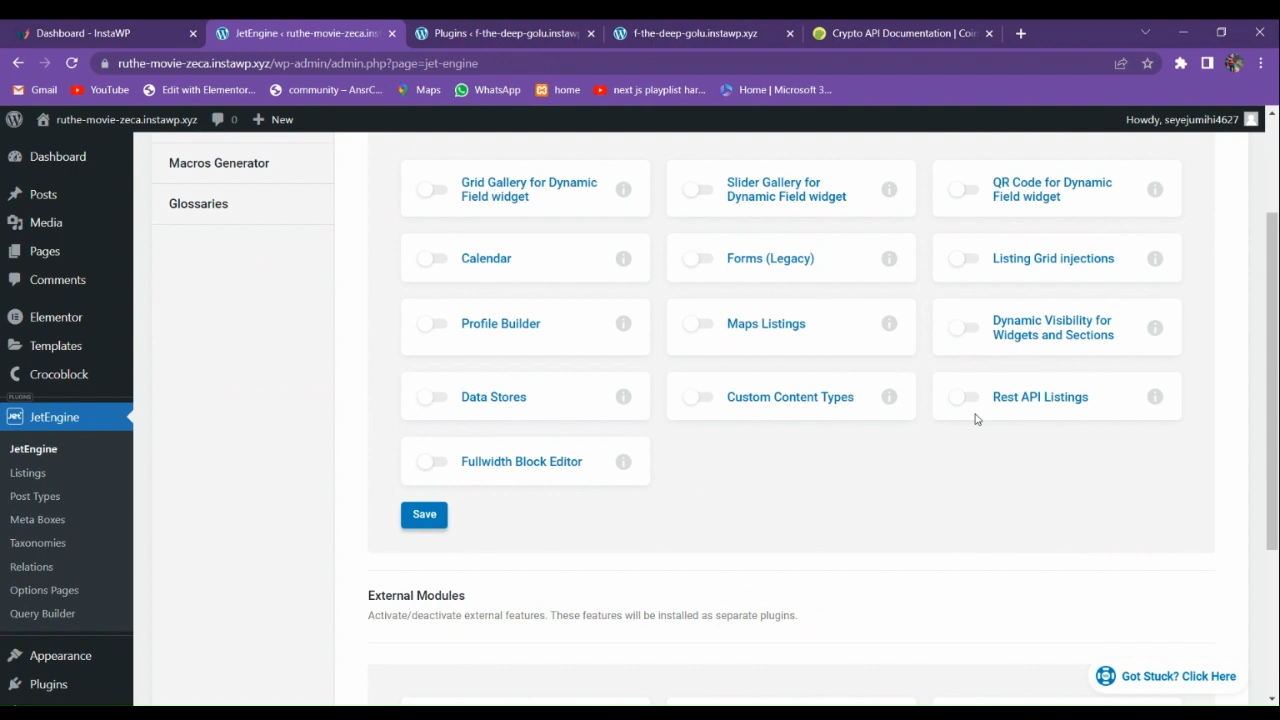 Dashboard - InstaWP
JetEngine ‹ ruthe-movie-zeca.inst
Plugins ‹ f-the-deep-golu.instaw
f-the-deep-golu.instawp.xyz
Crypto API Documentation | Coin
ruthe-movie-zeca.instawp.xyz/wp-admin/admin.php?page=jet-engine
Gmail
YouTube
Edit with Elementor...
community – AnsrC...
Maps
WhatsApp
home
next js playlist har...
Home | Microsoft 3...
ruthe-movie-zeca.instawp.xyz
0
New
Howdy, seyejumihi4627
Dashboard
Posts
Media
Pages
Comments
Elementor
Templates
Crocoblock
PLUGINS
JetEngine
JetEngine
Listings
Post Types
Meta Boxes
Taxonomies
Relations
Options Pages
Query Builder
Appearance
Plugins
Macros Generator
Glossaries
Grid Gallery for Dynamic
Field widget
Slider Gallery for
Dynamic Field widget
QR Code for Dynamic
Field widget
Calendar
Forms (Legacy)
Listing Grid injections
Profile Builder
Maps Listings
Dynamic Visibility for
Widgets and Sections
Data Stores
Custom Content Types
Rest API Listings
Fullwidth Block Editor
Save
External Modules
Activate/deactivate external features. These features will be installed as separate plugins.
Got Stuck? Click Here